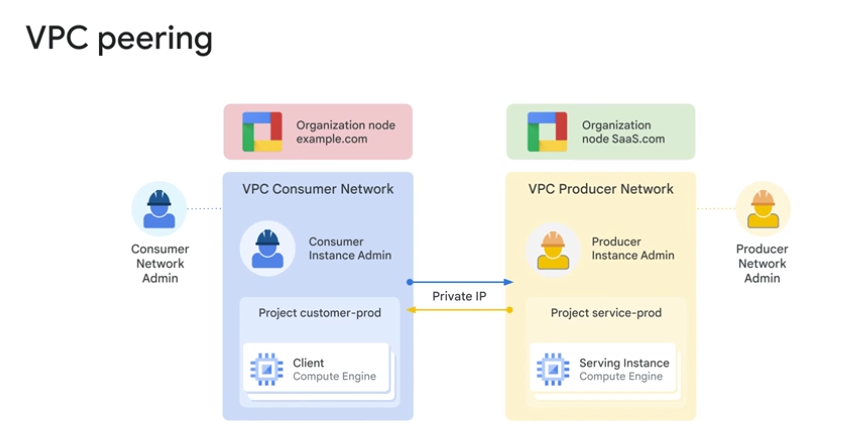 VPC peering
Organization node
example.com
Organization
node SaaS.com
VPC Consumer Network
VPC Producer Network
Consumer
Instance Admin
Producer
Instance Admin
Consumer
Network
Admin
Producer
Network
Admin
Private IP
Project customer-prod
Project service-prod
Client
Compute Engine
Serving Instance
Compute Engine